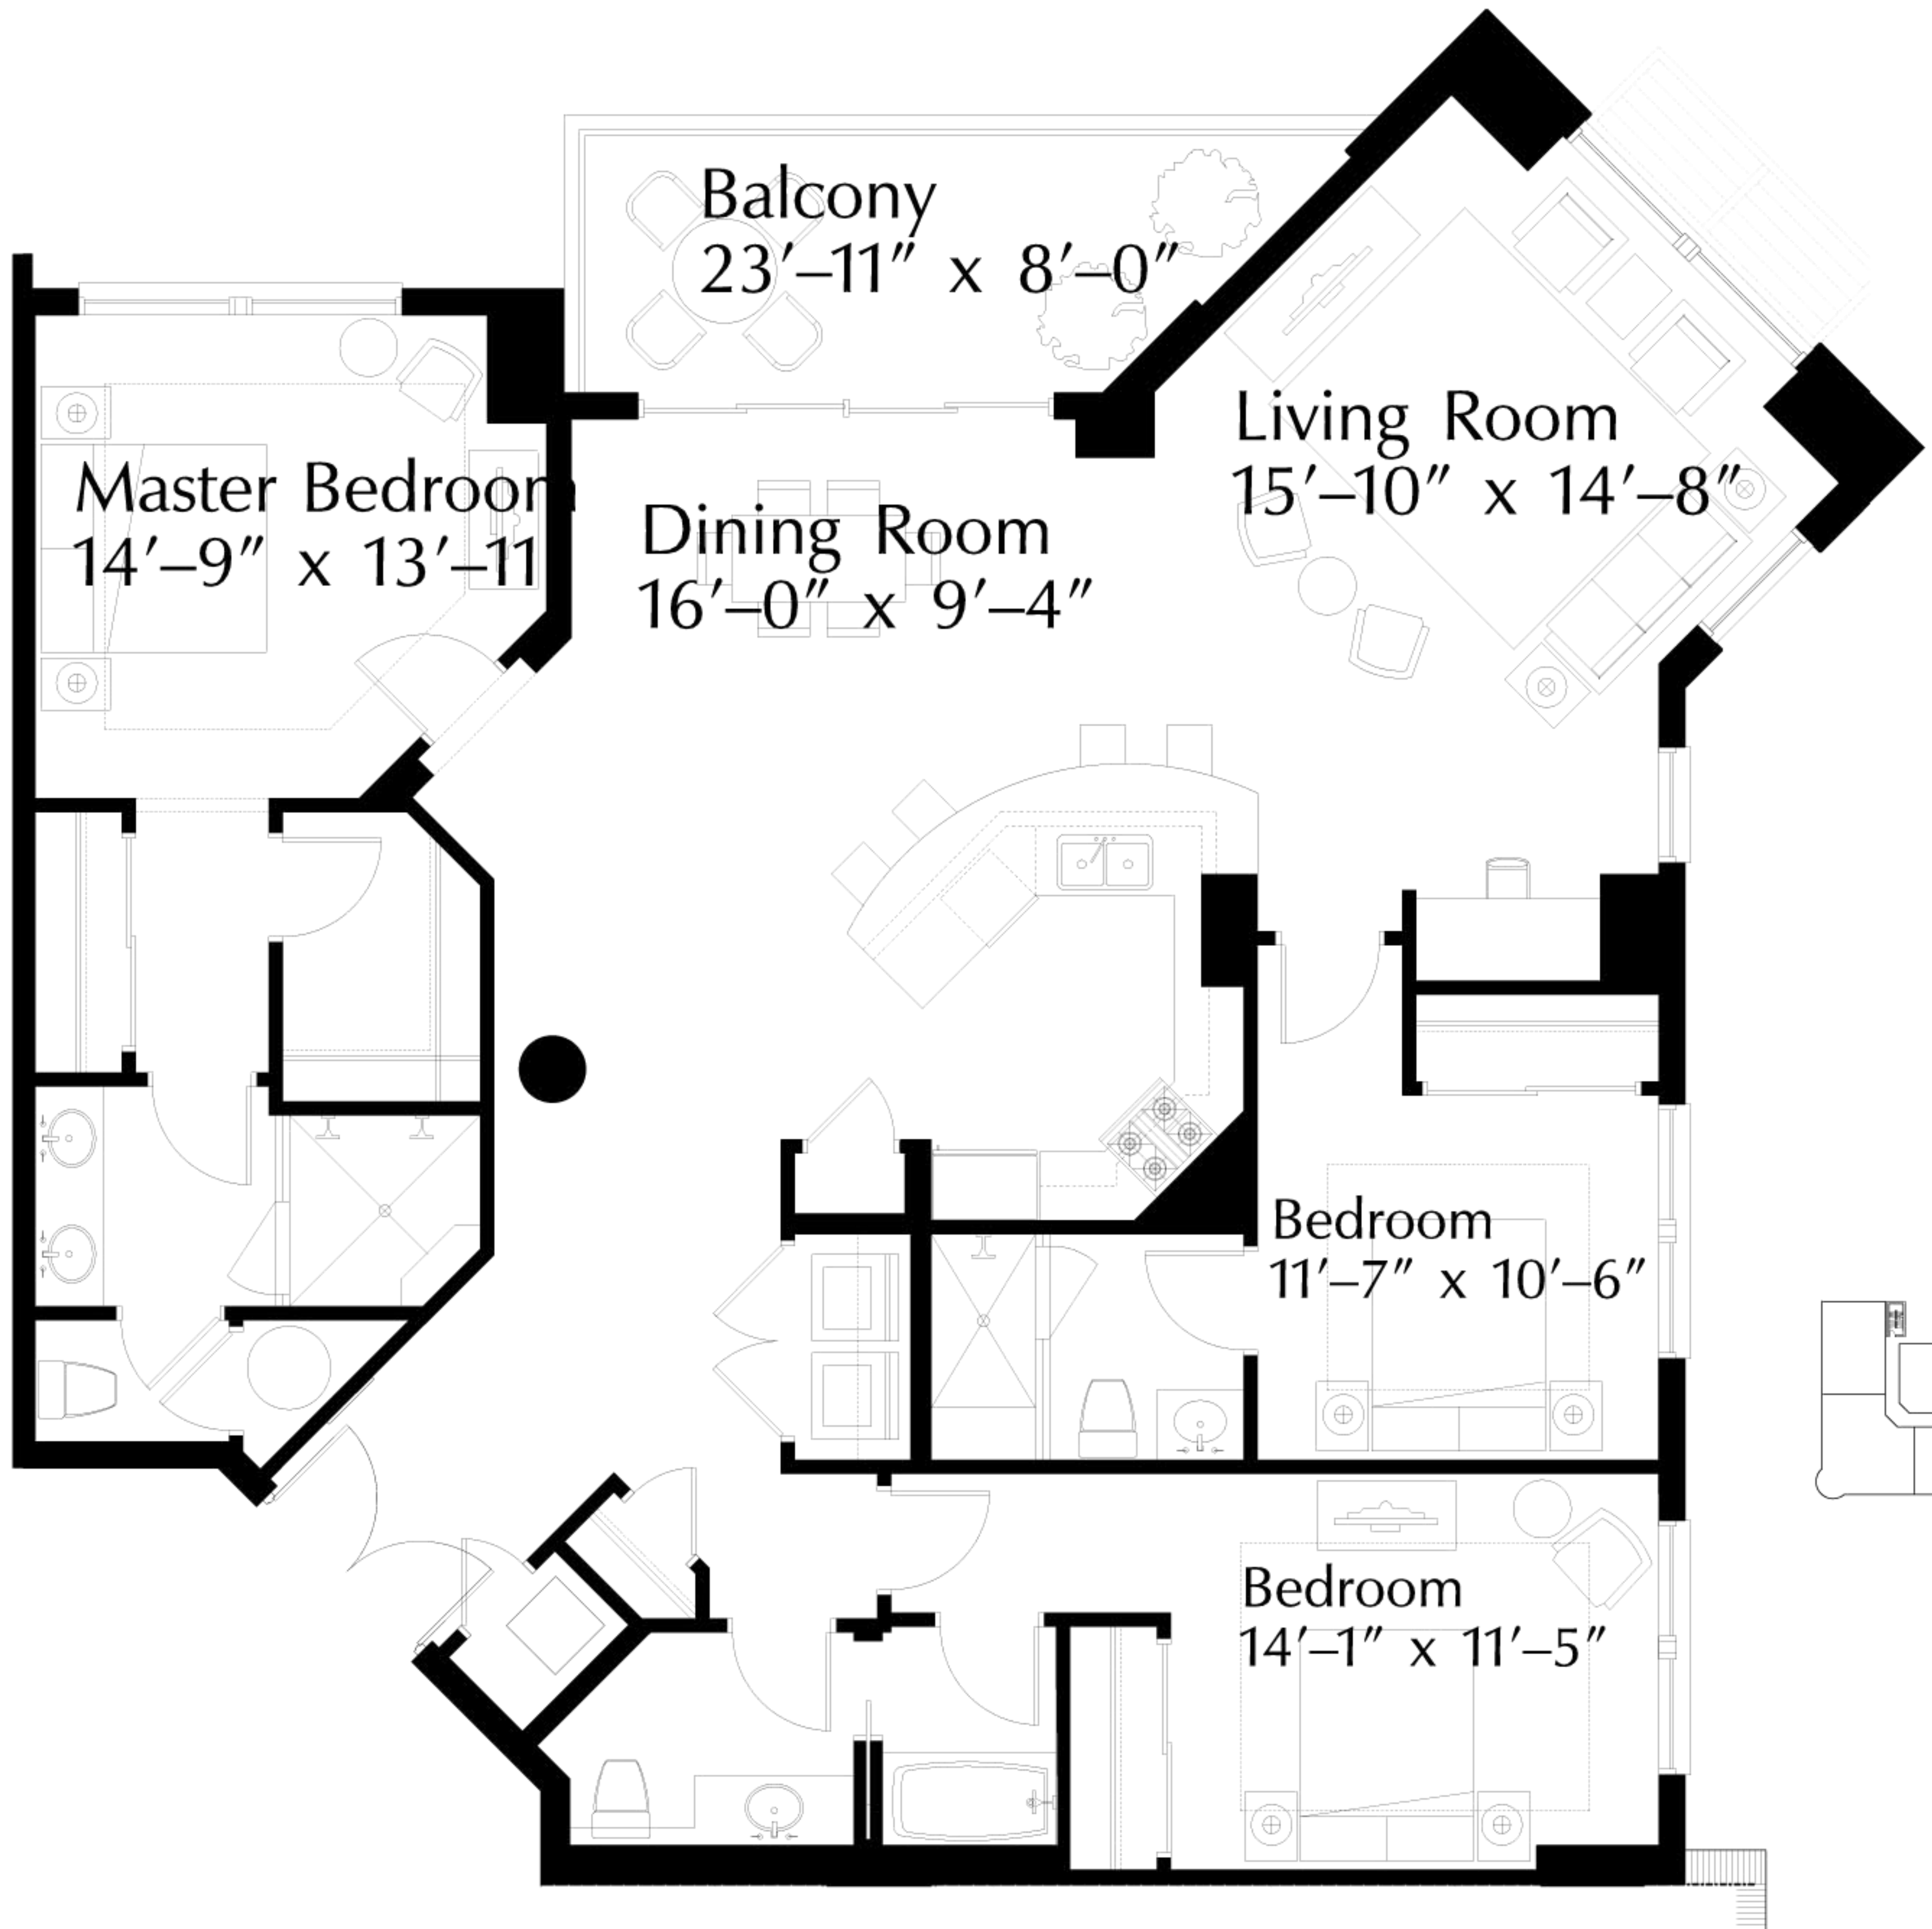 Balcony
23′–11″ x 8′–0″
Living Room
15′–10″ x 14′–8″
Master Bedroom
14′–9″ x 13′–11
Dining Room
16′–0″ x 9′–4″
Bedroom
11′–7″ x 10′–6″
Bedroom
14′–1″ x 11′–5″